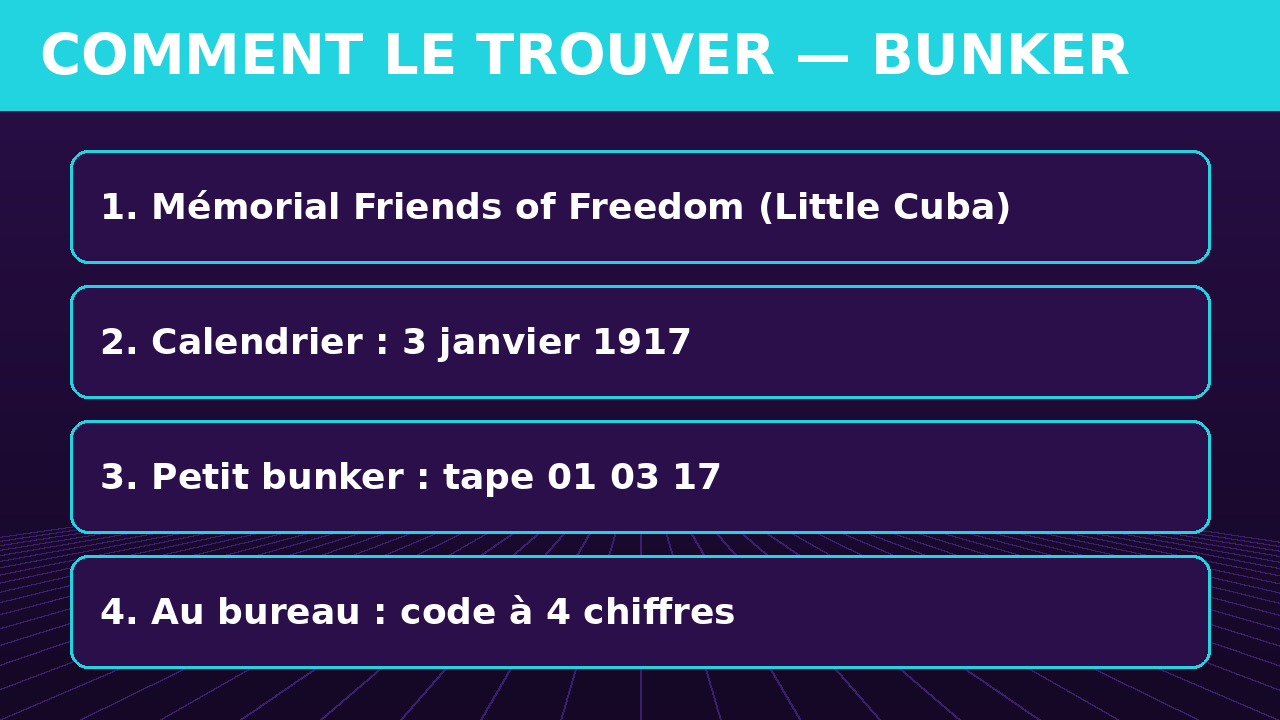 COMMENT LE TROUVER — BUNKER
1. Mémorial Friends of Freedom (Little Cuba)
2. Calendrier : 3 janvier 1917
3. Petit bunker : tape 01 03 17
4. Au bureau : code à 4 chiffres